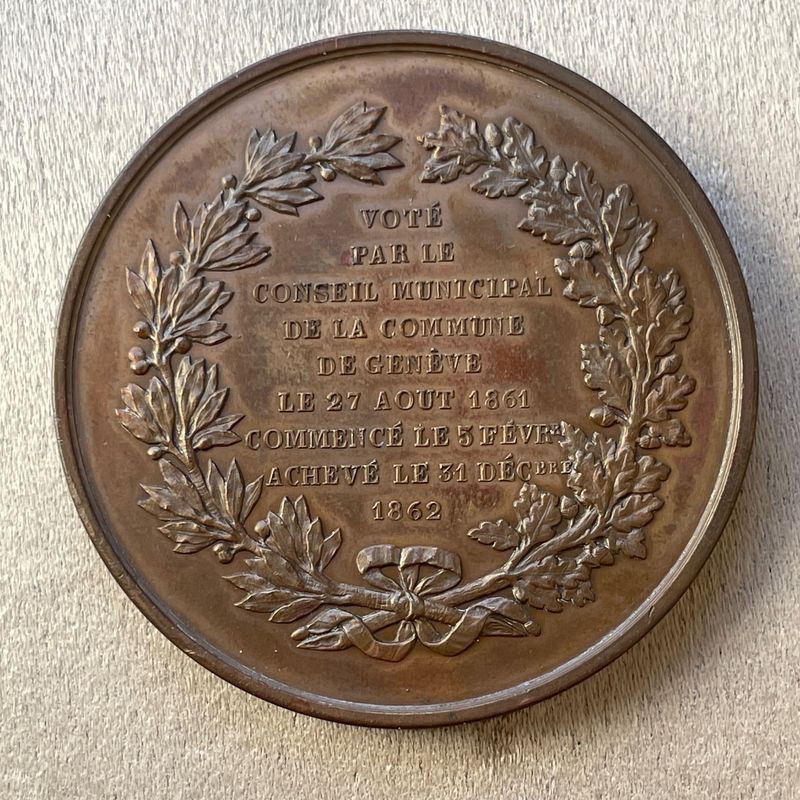 VOTÉ
PAR LE
CONSEIL MUNICIPAL
DE LA COMMUNE
DE GENÈVE
LE 27 AOUT 1861
COMMENCÉ LE 5 FÉVRR
ACHEVÉ LE 31 DÉCBRE
1862